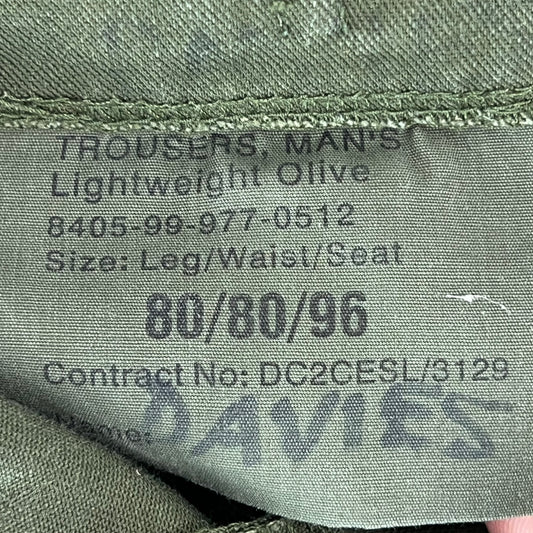 TROUSERS, MAN'S
Lightweight Olive
8405-99-977-0512
Size: Leg/Waist/Seat
80/80/96
Contract No: DC2CESL/3129
Name: DAVIES